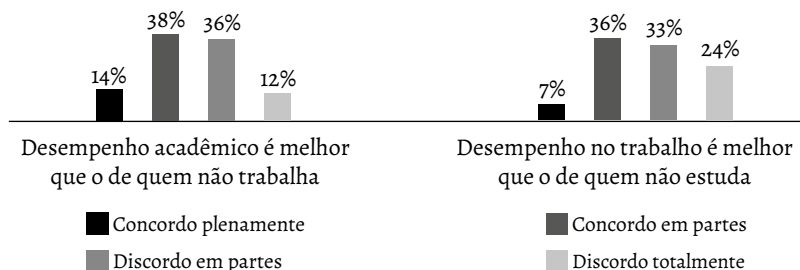 14%
38%
36%
12%
Desempenho acadêmico é melhor
que o de quem não trabalha
7%
36%
33%
24%
Desempenho no trabalho é melhor
que o de quem não estuda
Concordo plenamente
Concordo em partes
Discordo em partes
Discordo totalmente